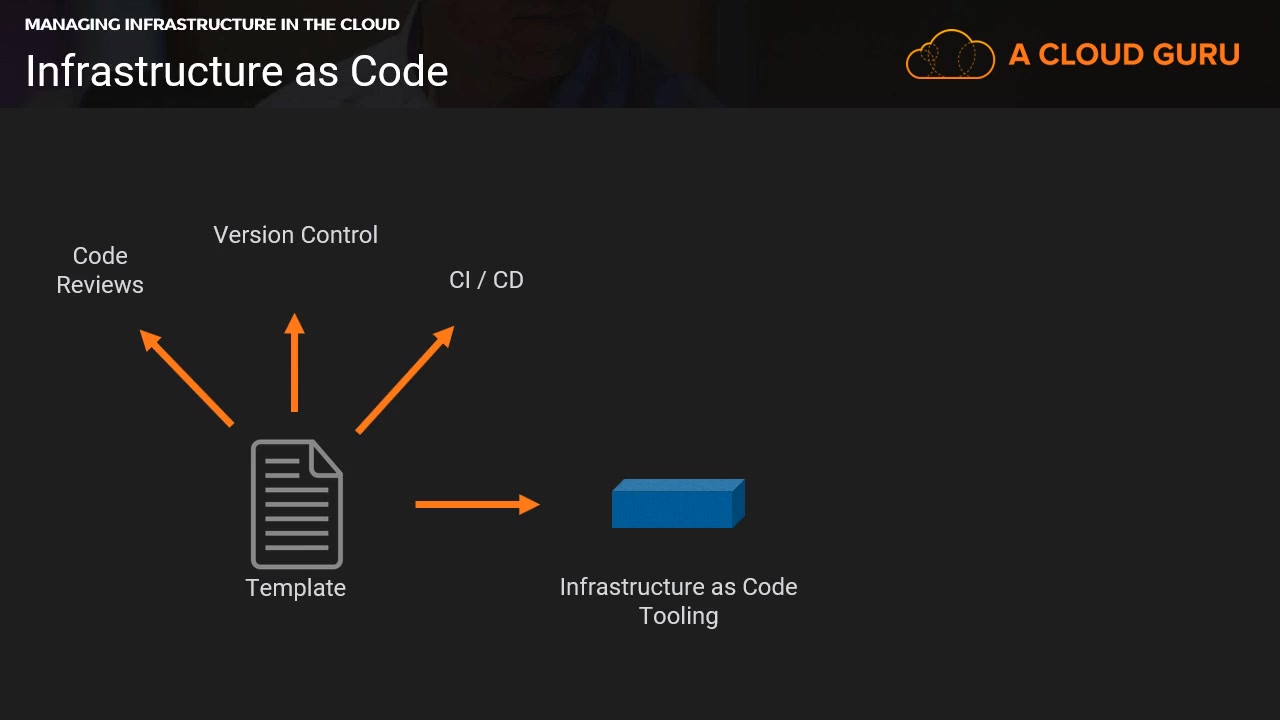 MANAGING INFRASTRUCTURE IN THE CLOUD
Infrastructure as Code
A CLOUD GURU
Version Control
Code
Reviews
CI / CD
Template
Infrastructure as Code
Tooling